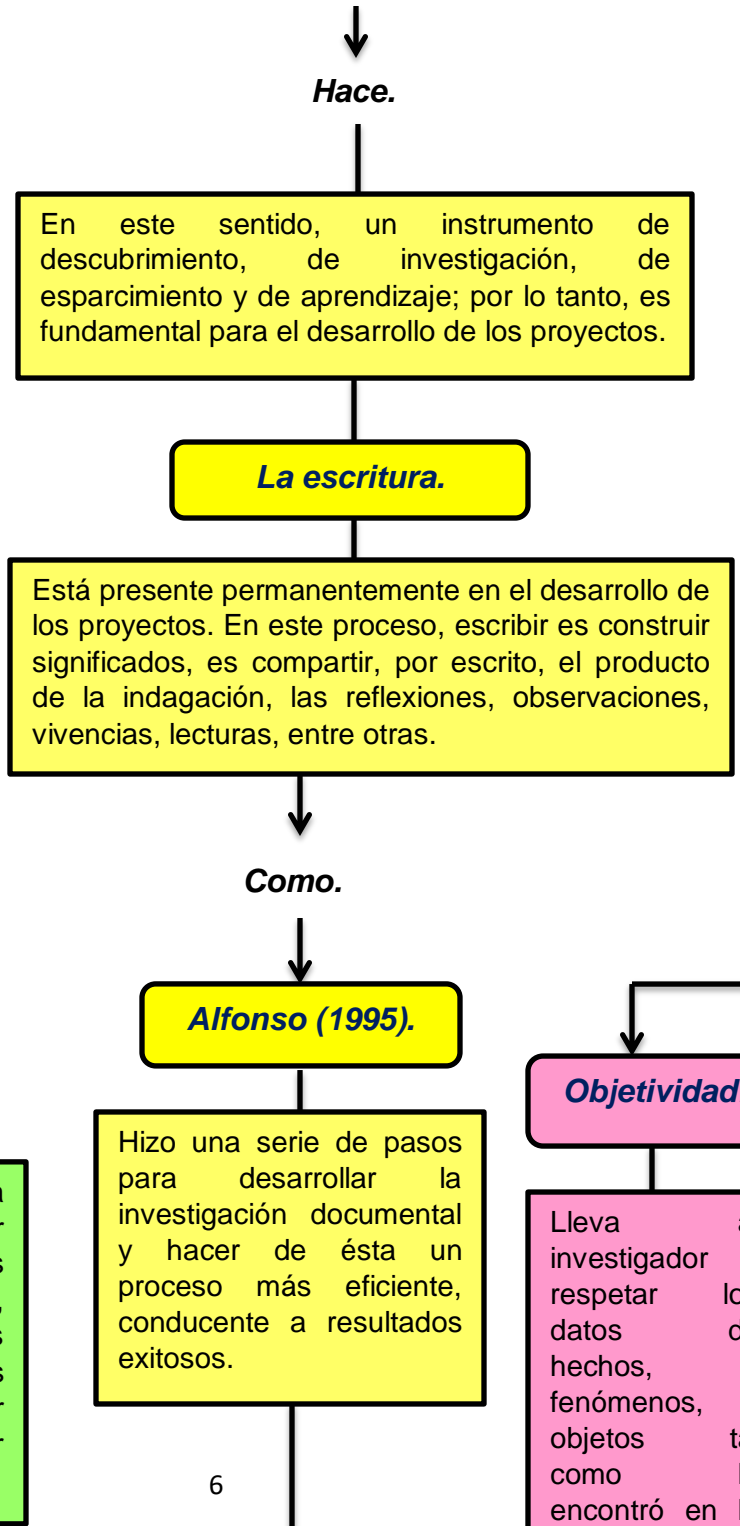 Hace.
En este sentido, un instrumento de
descubrimiento, de investigación, de
esparcimiento y de aprendizaje; por lo tanto, es
fundamental para el desarrollo de los proyectos.
La escritura.
Está presente permanentemente en el desarrollo de
los proyectos. En este proceso, escribir es construir
significados, es compartir, por escrito, el producto
de la indagación, las reflexiones, observaciones,
vivencias, lecturas, entre otras.
Como.
Alfonso (1995).
Hizo una serie de pasos
para desarrollar la
investigación documental
y hacer de ésta un
proceso más eficiente,
conducente a resultados
exitosos.
Objetividad
Lleva
investigador
respetar
datos
hechos,
fenómenos,
objetos
como
encontró en
6